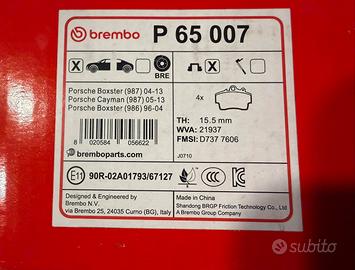 brembo P 65 007
X X BRE X
Porsche Boxster (987) 04-13
Porsche Cayman (987) 05-13
Porsche Boxster (986) 96-04
4x
TH: 15.5 mm
WVA: 21937
FMSI: D737 7606
8 020584 056622
J0710
bremboparts.com
E11 90R-02A01793/67127
CCC
Designed & Engineered by
Brembo N.V.
via Brembo 25, 24035 Curno (BG), Italy
Made in China
Shandong BRGP Friction Technology Co., Ltd.
A Brembo Group Company
subito